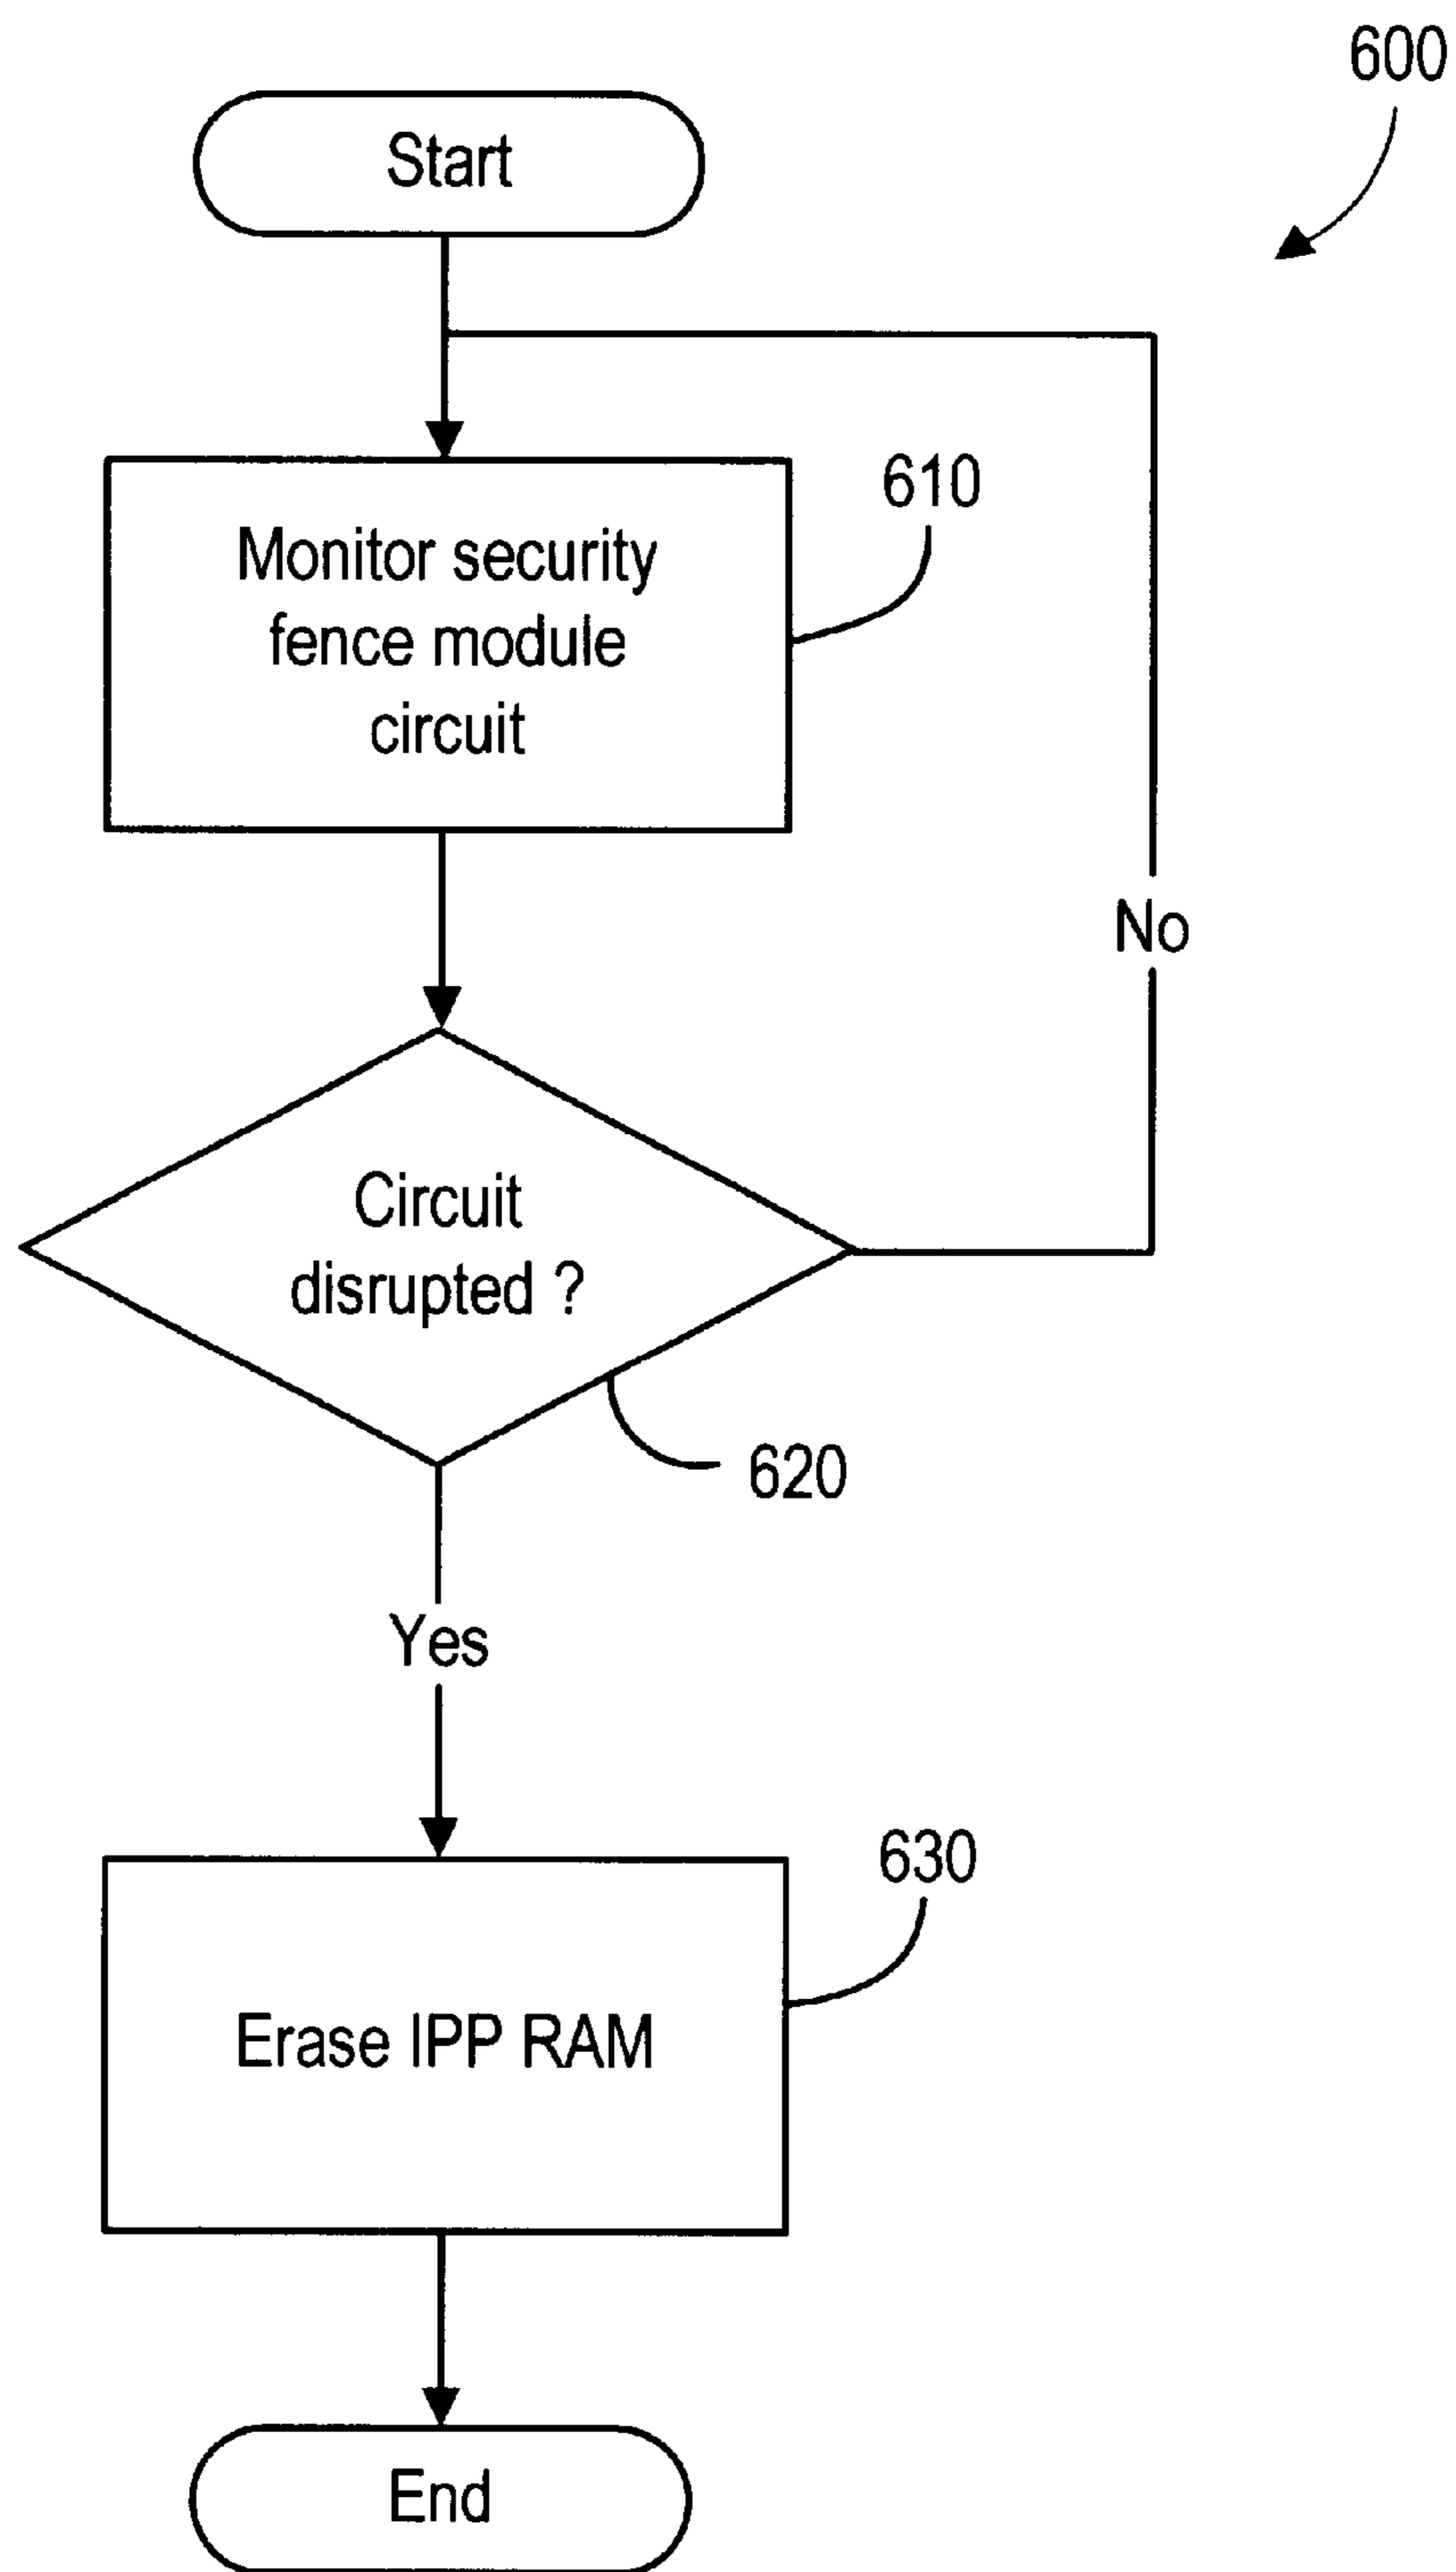 600
Start
Monitor security
fence module
circuit
610
No
Circuit
disrupted ?
620
Yes
630
Erase IPP RAM
End